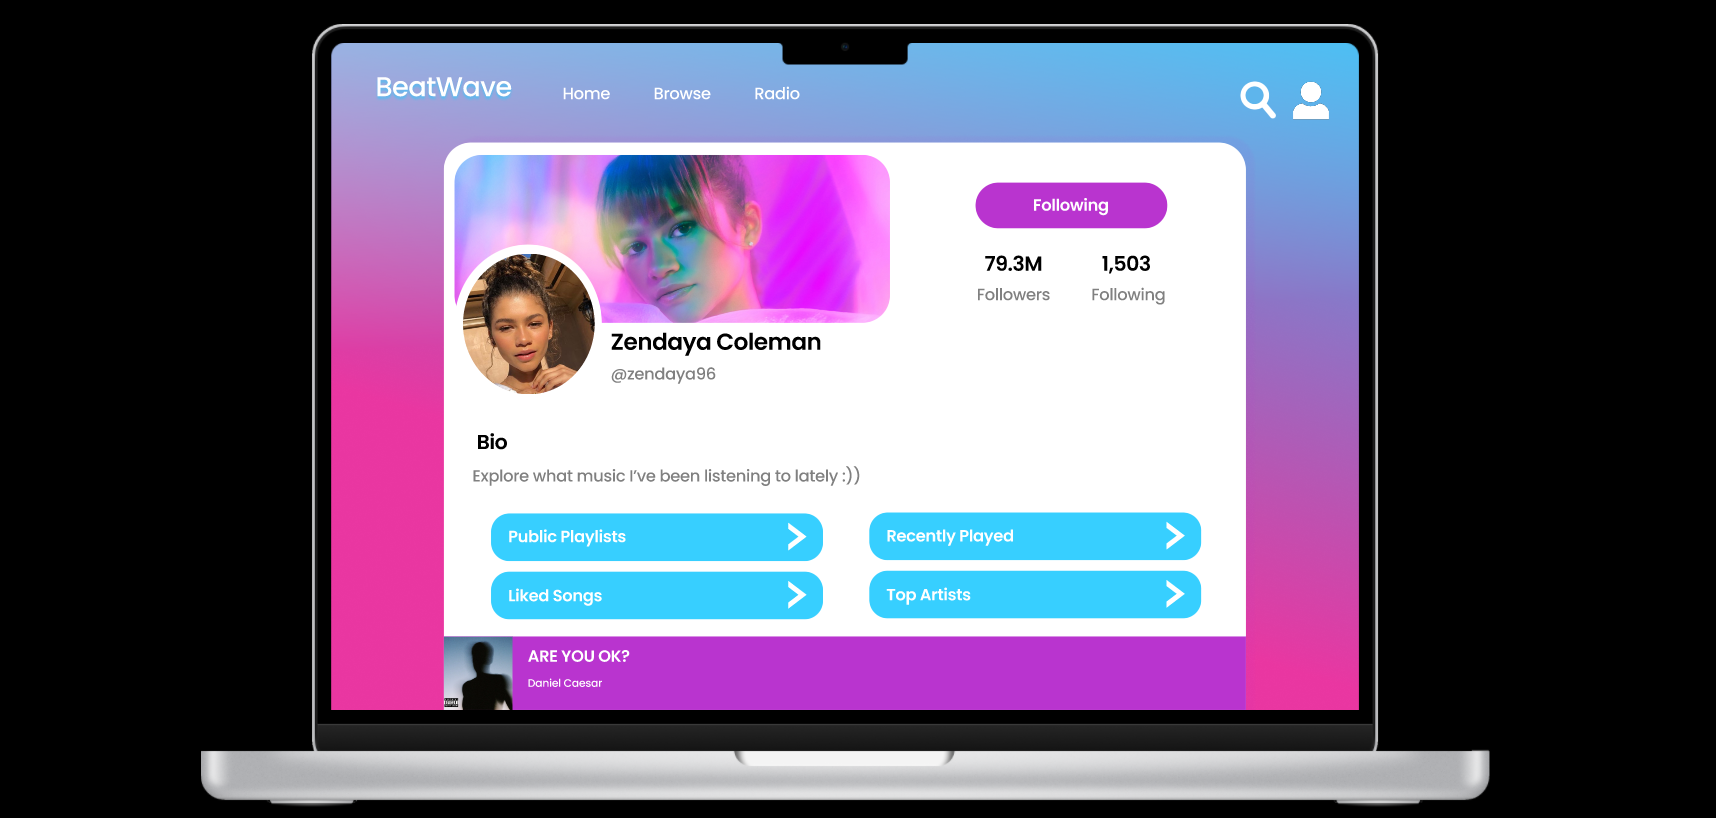 BeatWave
Home
Browse
Radio
Following
79.3M
1,503
Followers
Following
Zendaya Coleman
@zendaya96
Bio
Explore what music I’ve been listening to lately :))
Public Playlists
Recently Played
Liked Songs
Top Artists
ARE YOU OK?
Daniel Caesar